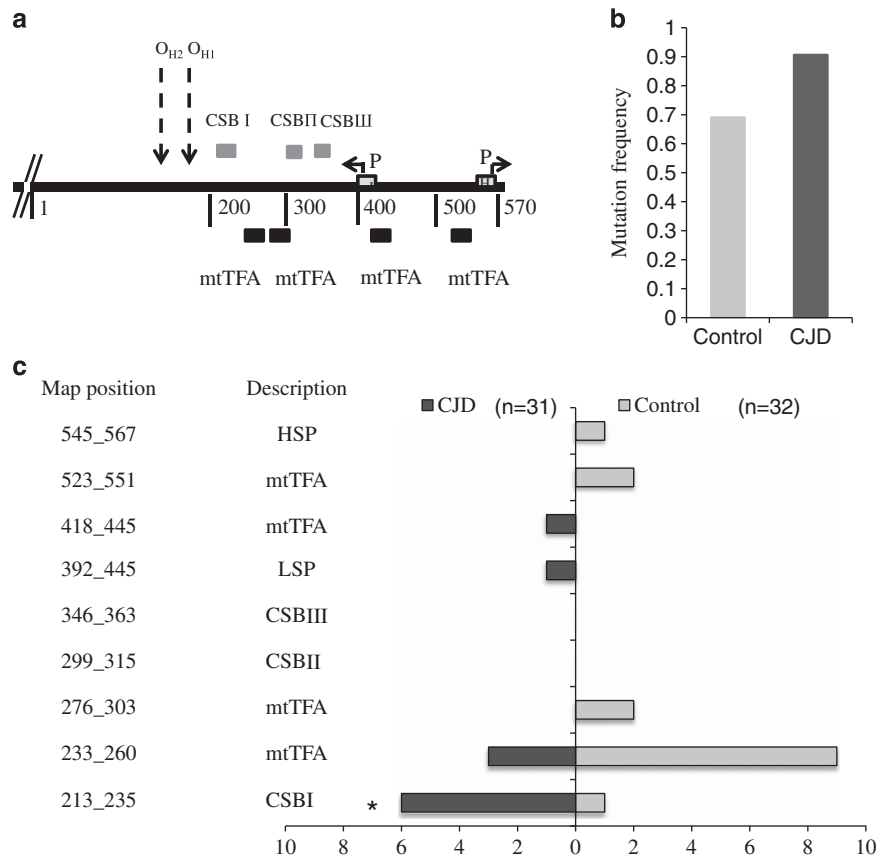 a
O_H2 O_H1
CSB I CSBII CSBIII
P P
1 200 300 400 500 570
mtTFA mtTFA mtTFA mtTFA
b
Mutation frequency
1
0.9
0.8
0.7
0.6
0.5
0.4
0.3
0.2
0.1
0
Control CJD
c
Map position Description
CJD (n=31) Control (n=32)
545_567 HSP
523_551 mtTFA
418_445 mtTFA
392_445 LSP
346_363 CSBIII
299_315 CSBII
276_303 mtTFA
233_260 mtTFA
213_235 CSBI *
10 8 6 4 2 0 2 4 6 8 10